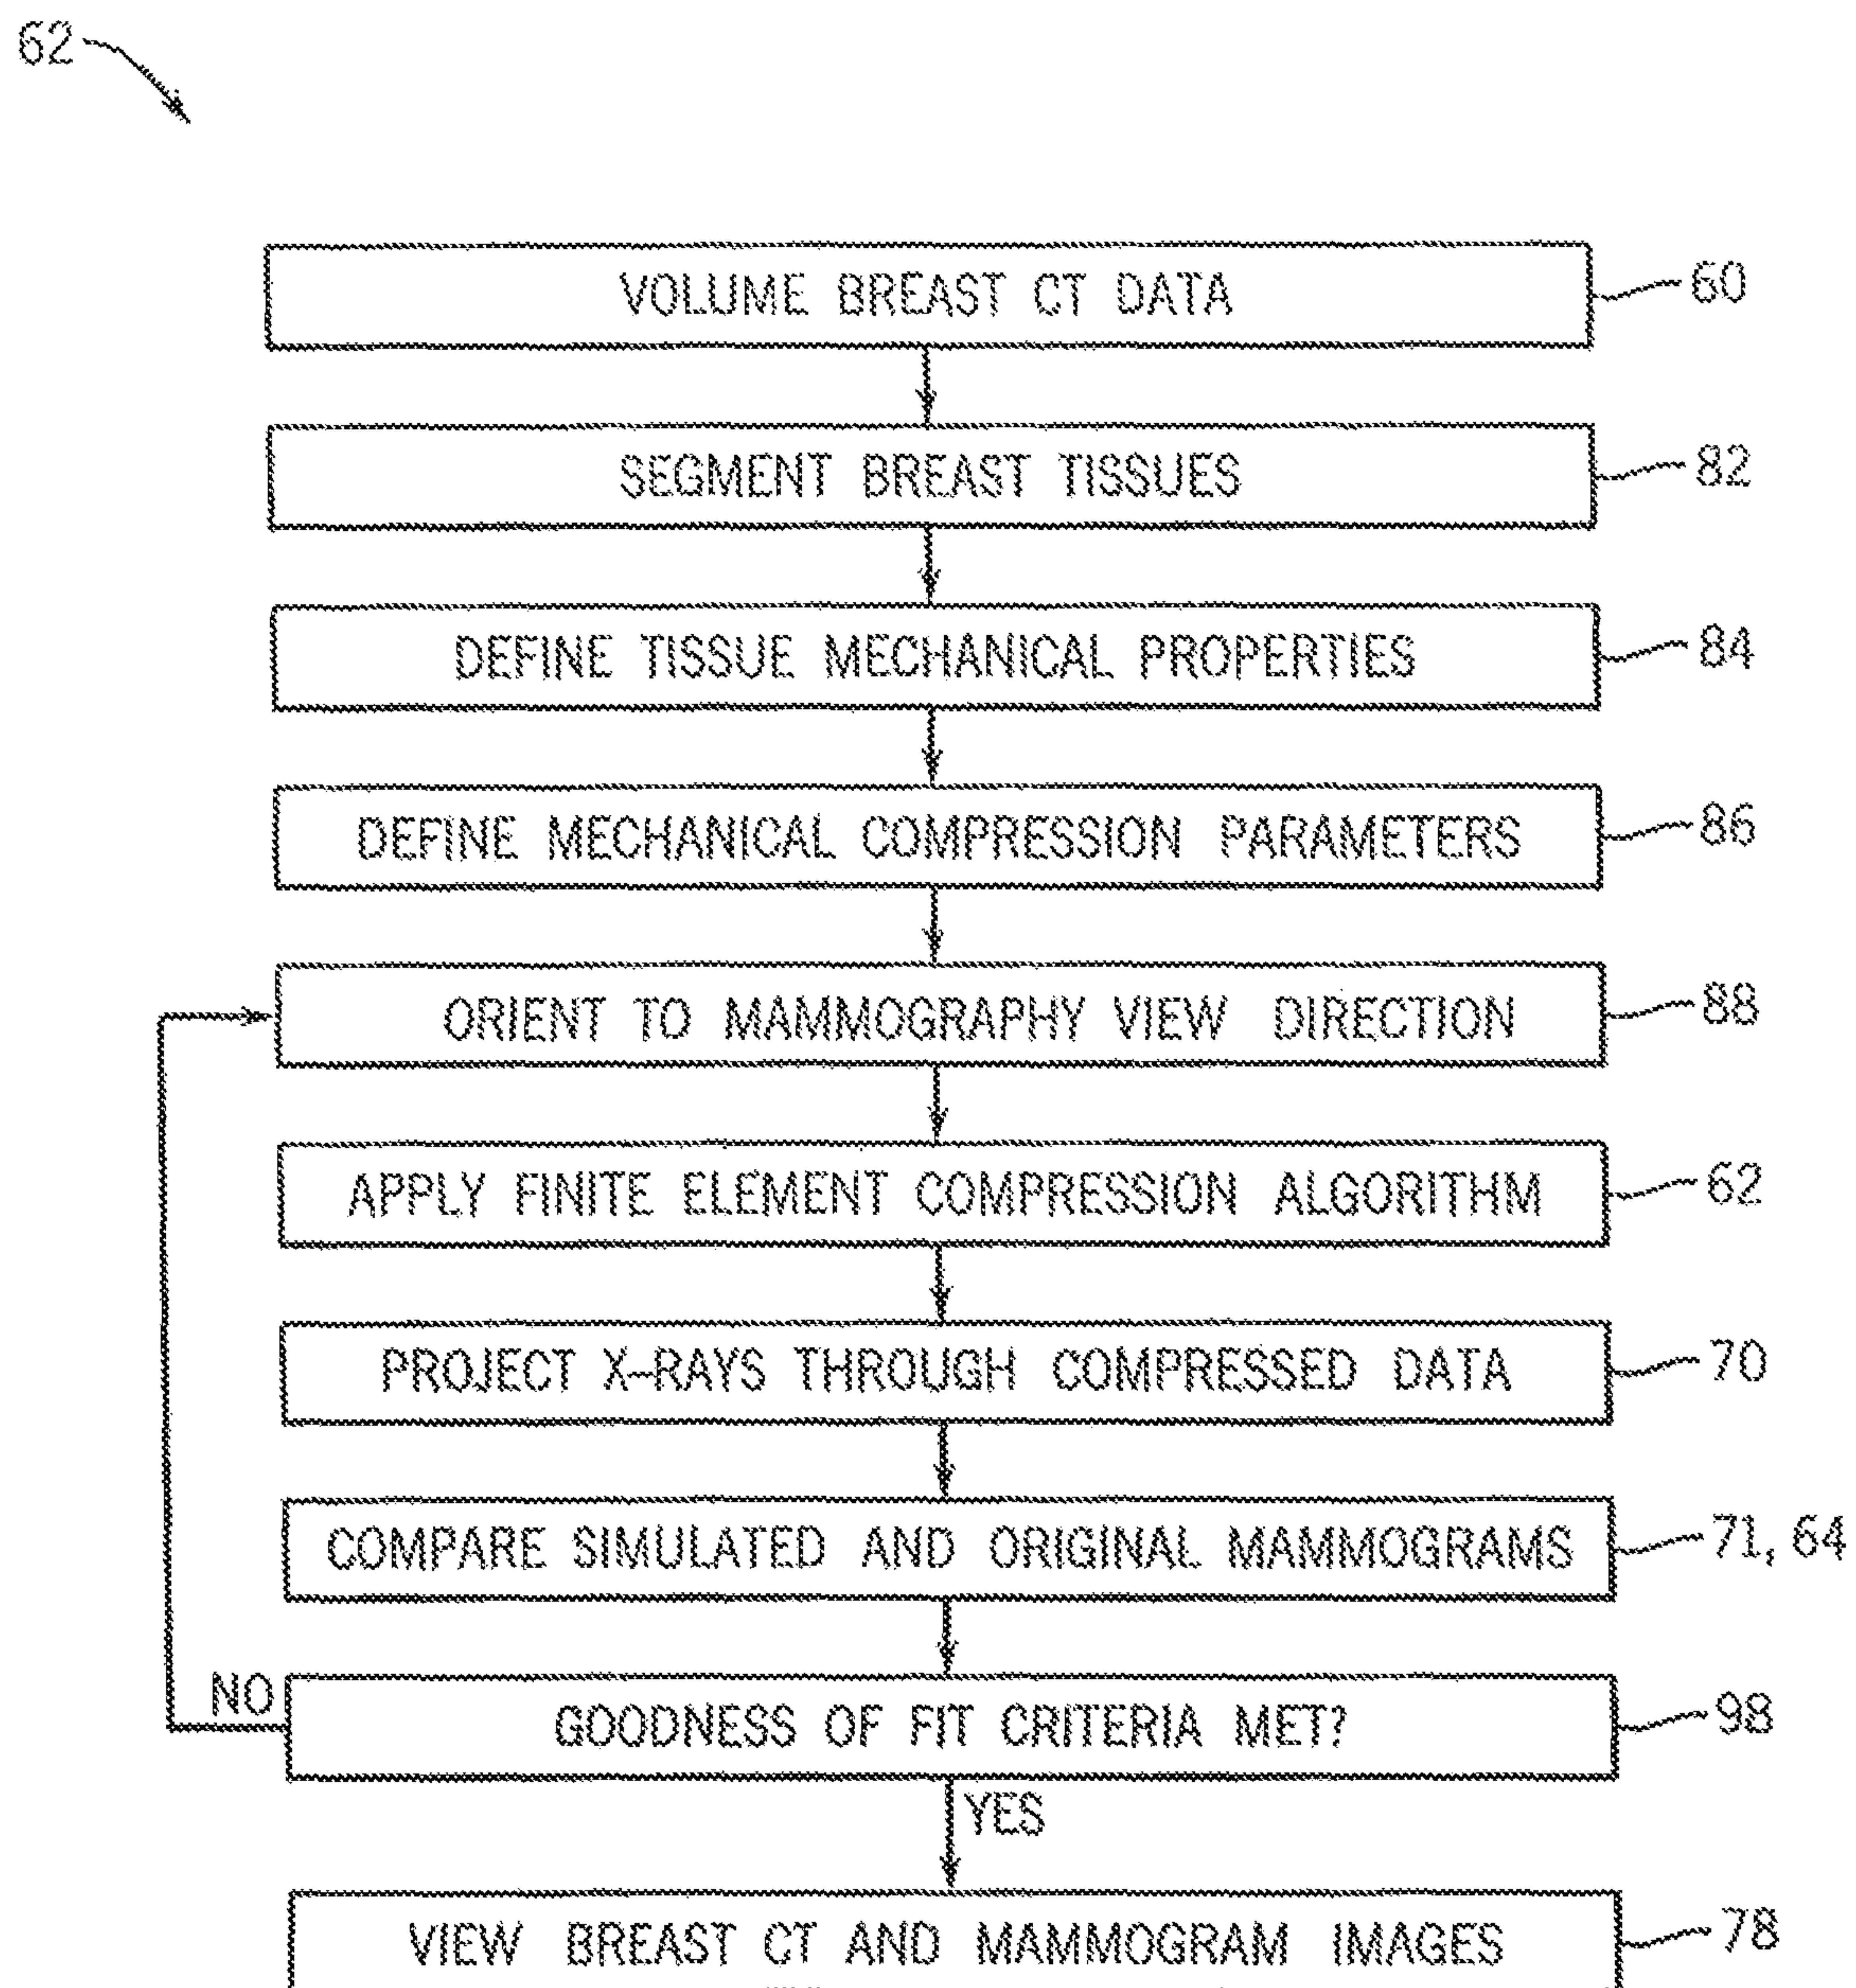 62
VOLUME BREAST CT DATA
60
SEGMENT BREAST TISSUES
82
DEFINE TISSUE MECHANICAL PROPERTIES
84
DEFINE MECHANICAL COMPRESSION PARAMETERS
86
ORIENT TO MAMMOGRAPHY VIEW DIRECTION
88
APPLY FINITE ELEMENT COMPRESSION ALGORITHM
62
PROJECT X-RAYS THROUGH COMPRESSED DATA
70
COMPARE SIMULATED AND ORIGINAL MAMMOGRAMS
71, 64
NO
GOODNESS OF FIT CRITERIA MET?
98
YES
VIEW BREAST CT AND MAMMOGRAM IMAGES
78